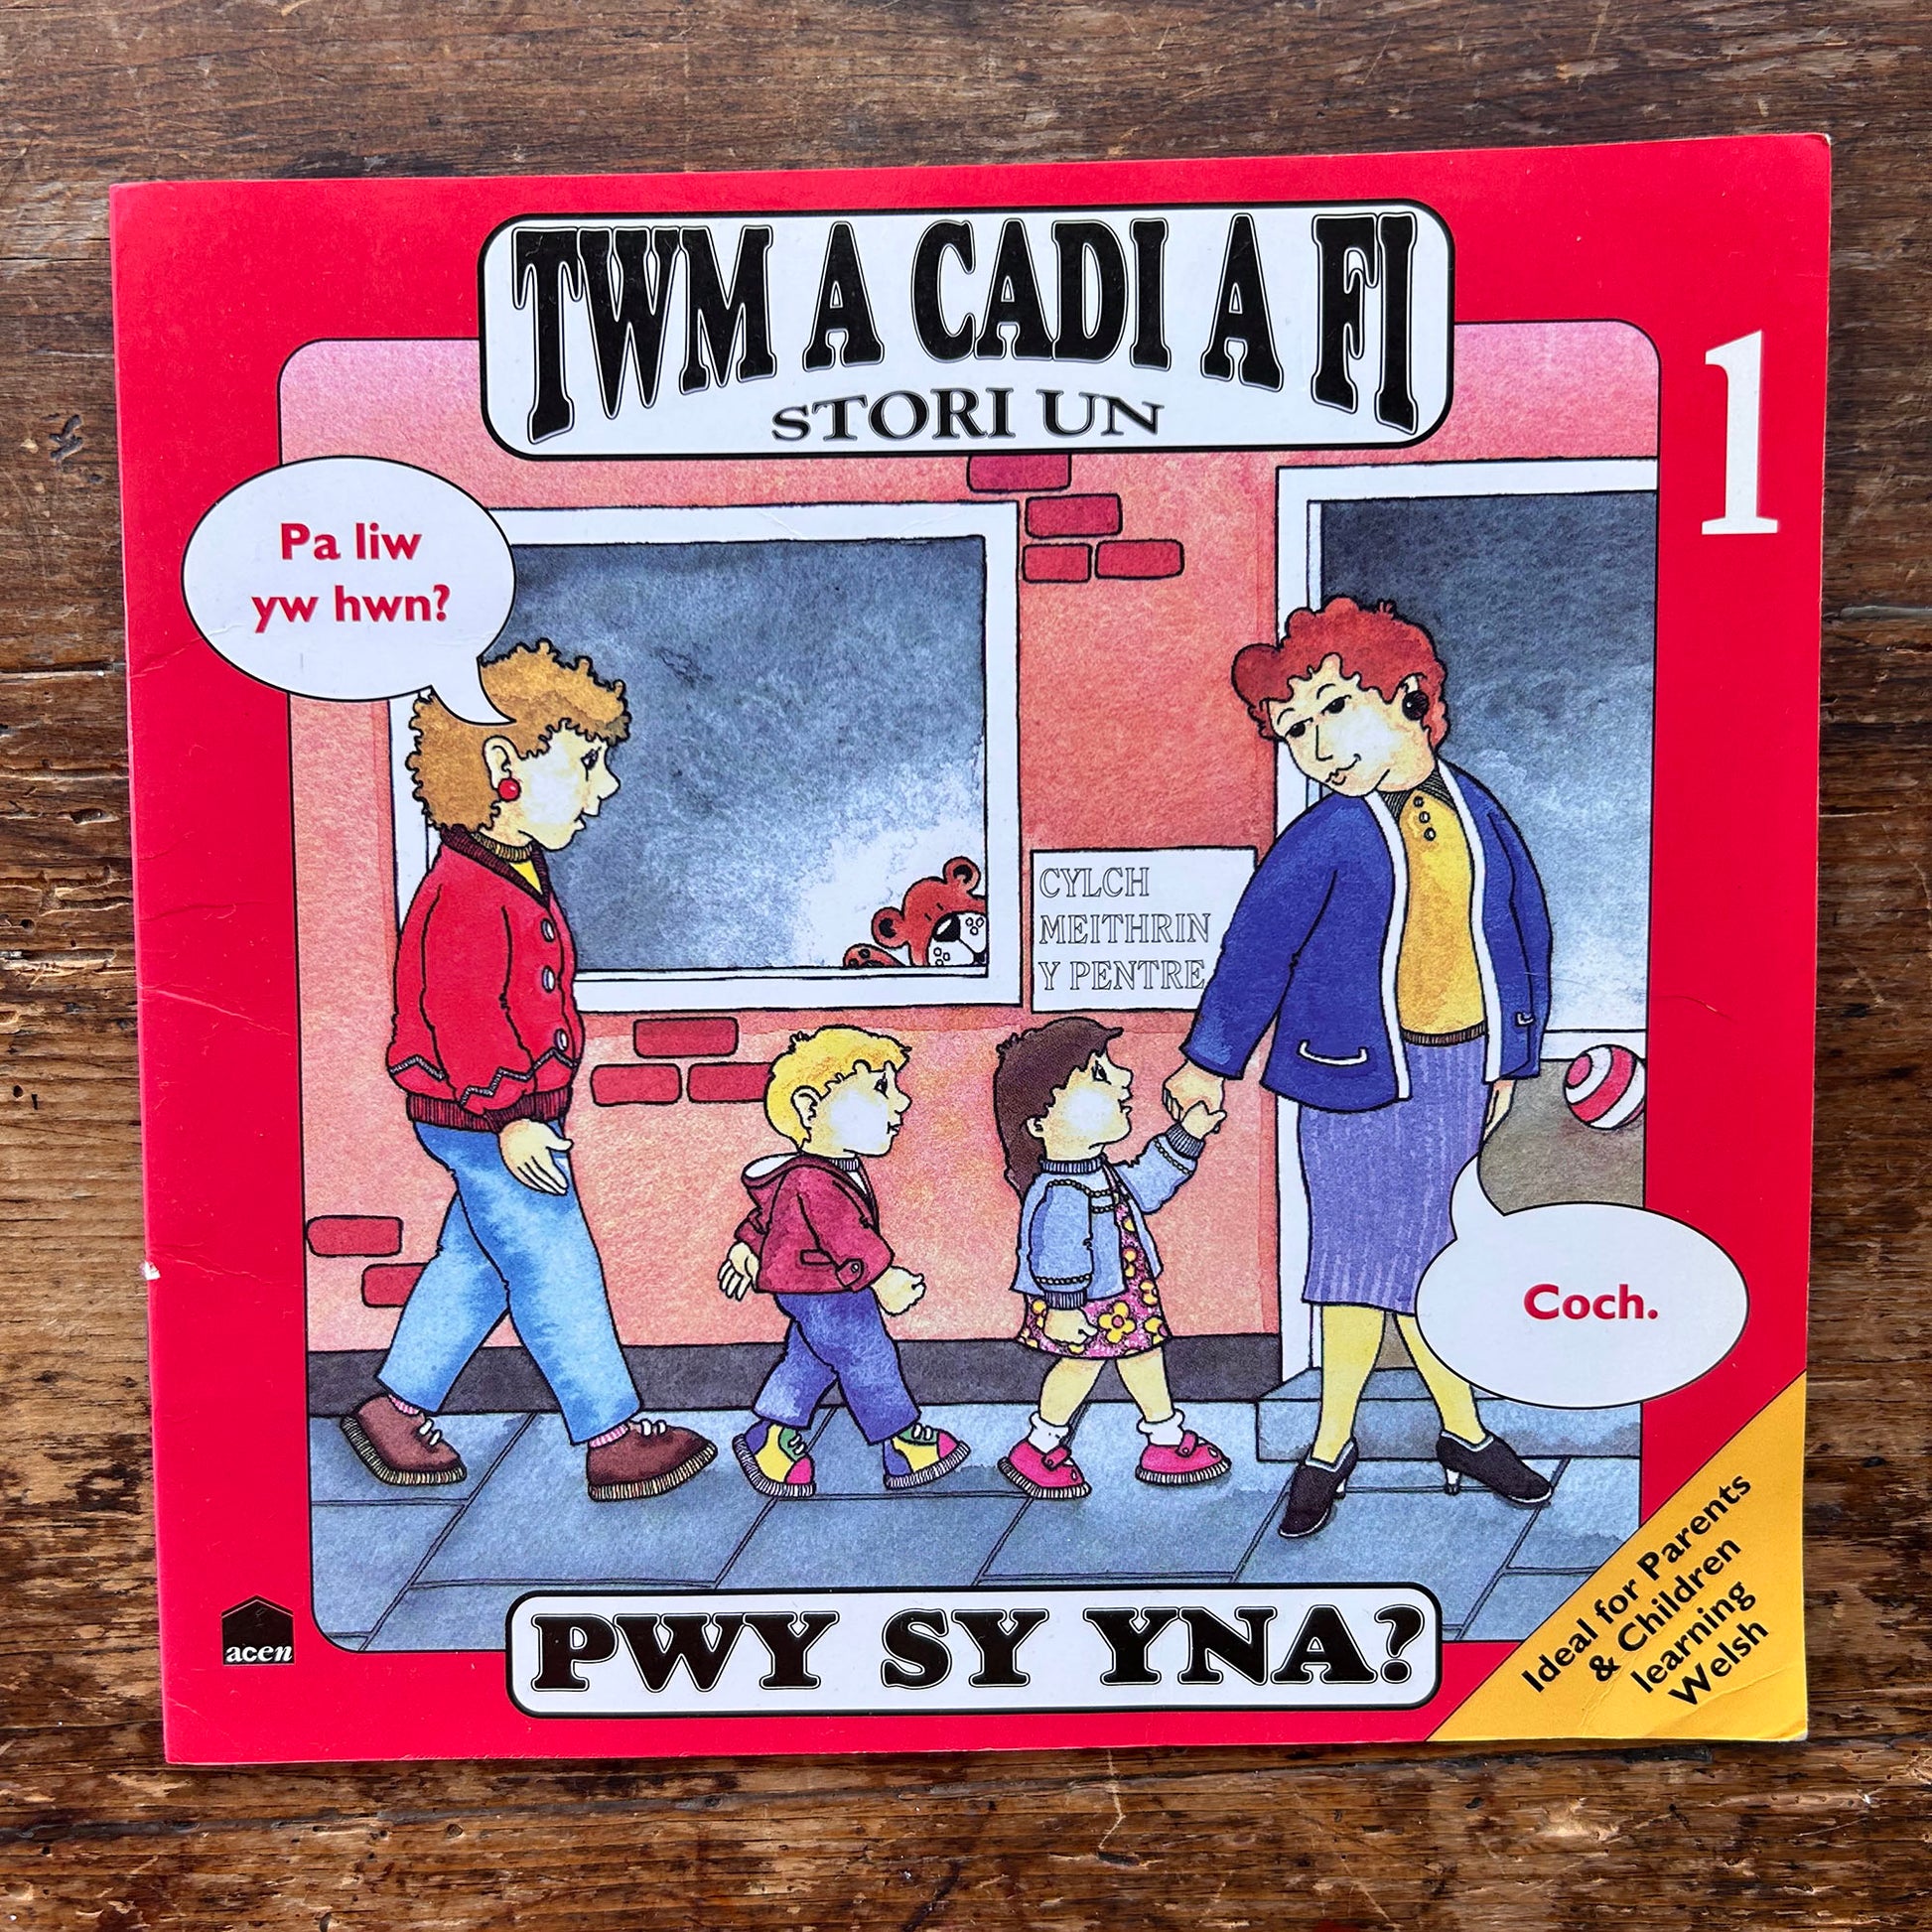 TWM A CADI A FI
STORI UN
1
Pa liw
yw hwn?
CYLCH
MEITHRIN
Y PENTRE
Coch.
Ideal for Parents
& Children
learning
Welsh
acen
PWY SY YNA?